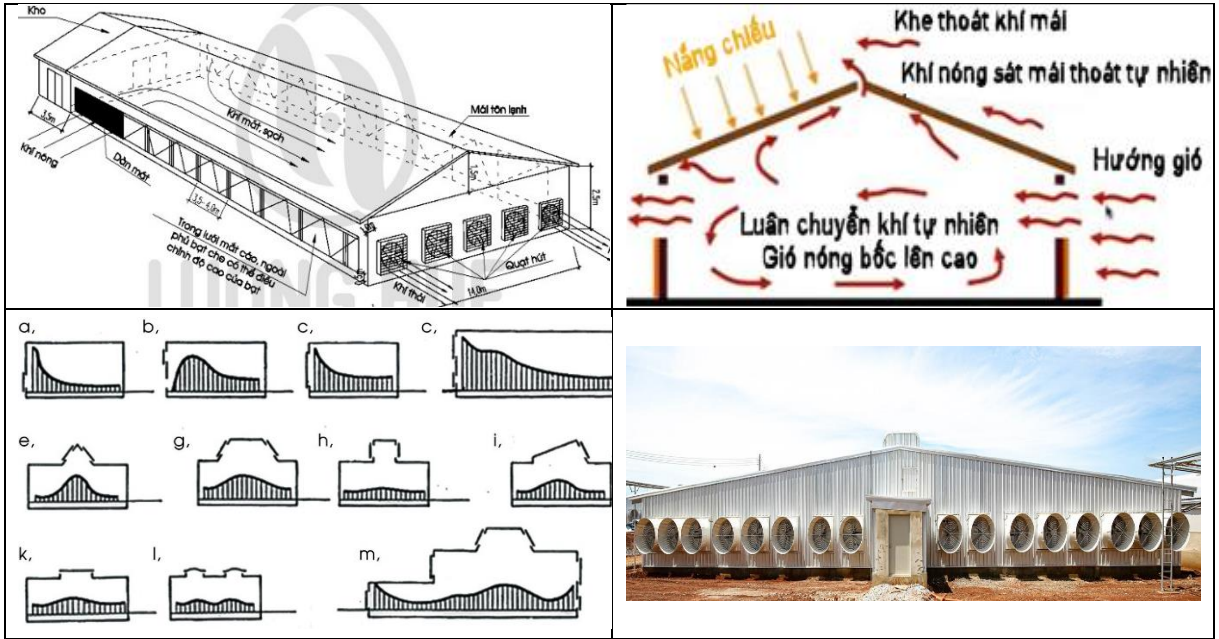 Kho
3,5m
Khí nóng
Dàn mát
3,5-4,0m
Khí mát, sạch
Mái tôn lạnh
1,5m
2,5m
Trong lưới mắt cáo, ngoài
phủ bạt che có thể điều
chỉnh độ cao của bạt
Quạt hút
Khí thải
14,0m
Nắng chiếu
Khe thoát khí mái
Khí nóng sát mái thoát tự nhiên
Hướng gió
Luân chuyển khí tự nhiên
Gió nóng bốc lên cao
a, b, c, c,
e, g, h, i,
k, l, m,